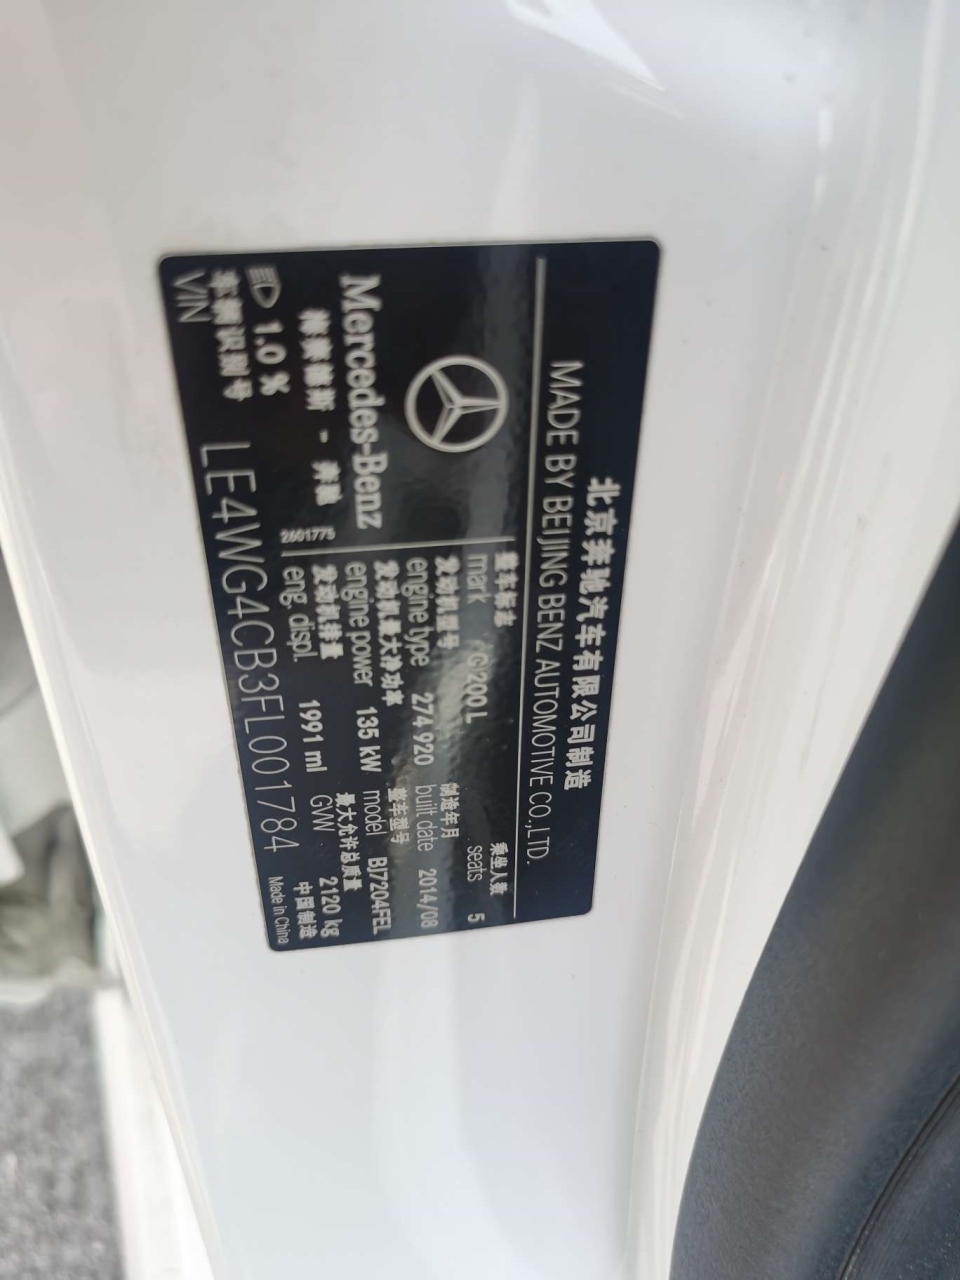 北京奔驰汽车有限公司制造
MADE BY BEIJING BENZ AUTOMOTIVE CO.,LTD.
Mercedes-Benz
梅赛德斯 - 奔驰
1.0 %
2601775
整车标志
mark C 200 L
乘坐人数
seats 5
发动机型号
engine type 274 920
制造年月
built date 2014/08
发动机最大净功率
engine power 135 kW
整车型号
model BJ7204FEL
发动机排量
eng. displ. 1991 ml
最大允许总质量
GVW 2120 kg
车辆识别号
VIN LE4WG4CB3FL001784
中国制造
Made in China